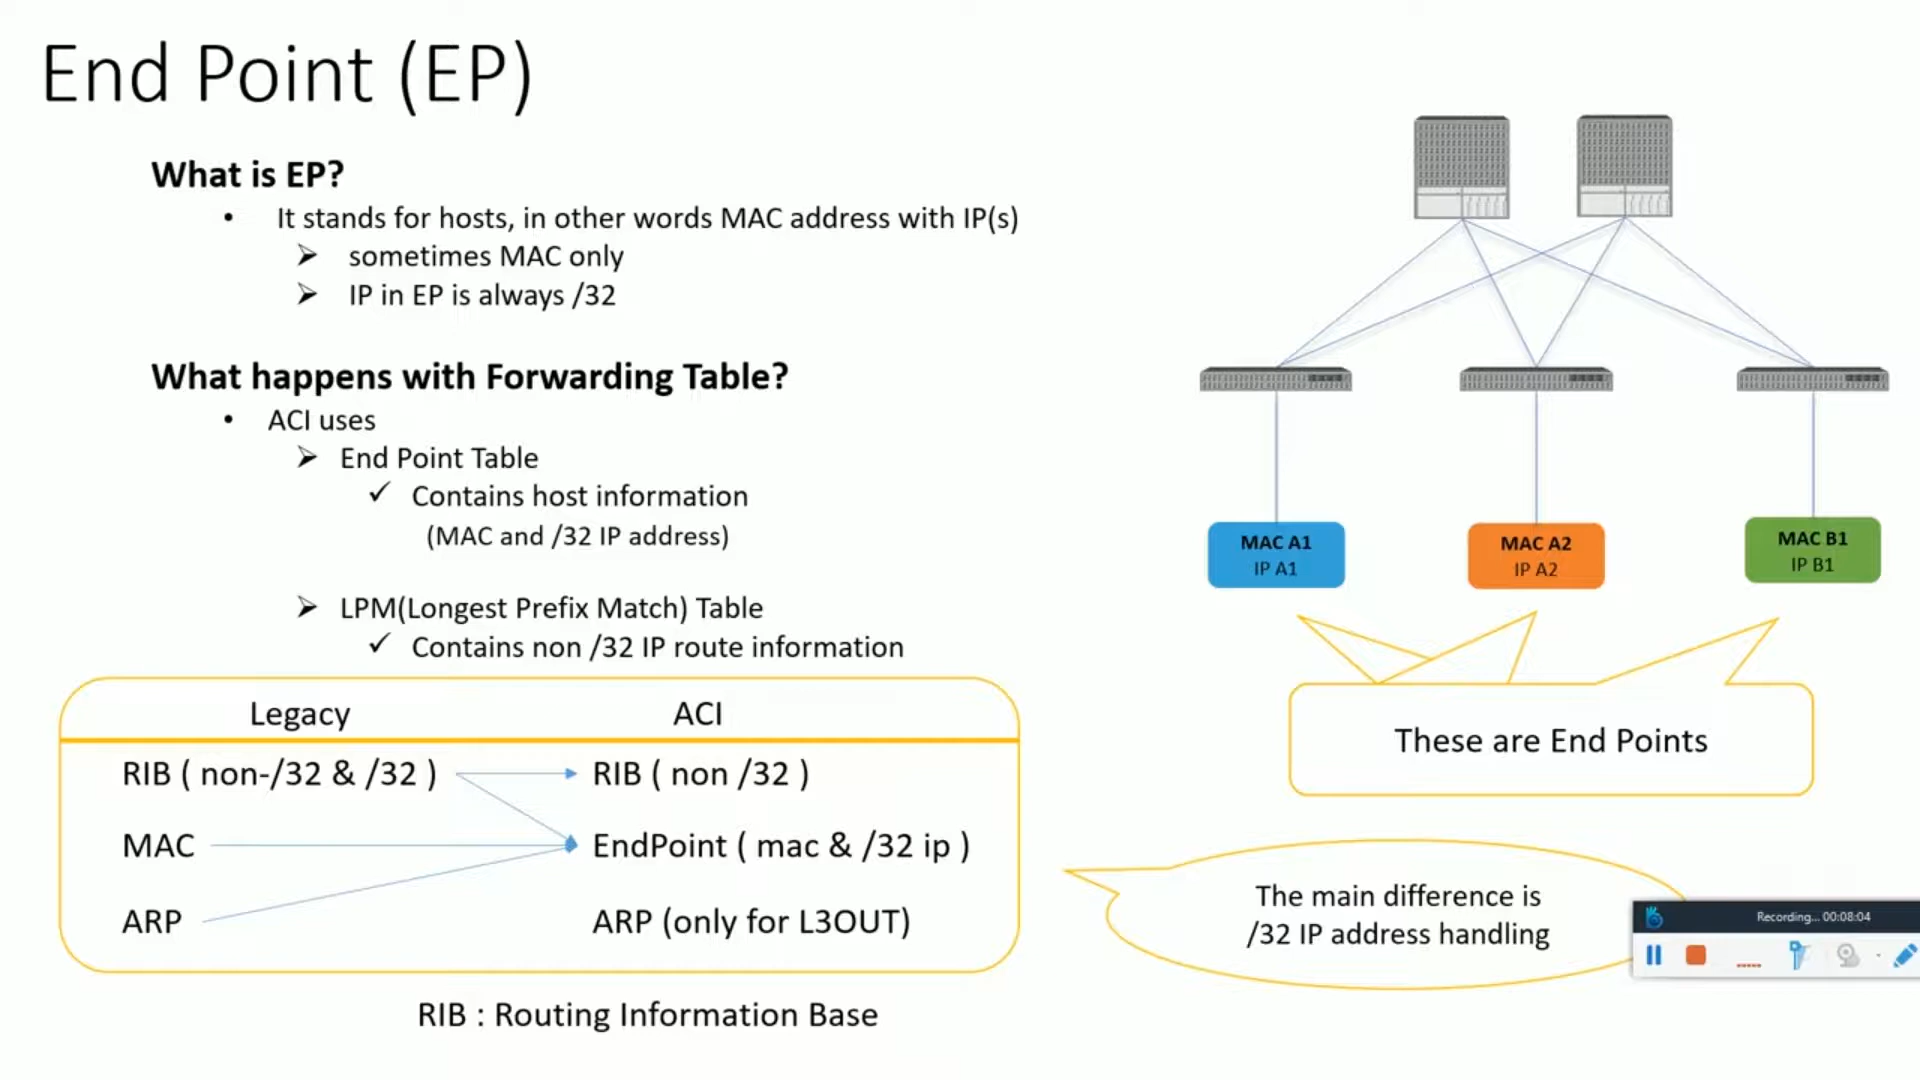 End Point (EP)
What is EP?
• It stands for hosts, in other words MAC address with IP(s)
➢ sometimes MAC only
➢ IP in EP is always /32
What happens with Forwarding Table?
• ACI uses
➢ End Point Table
✓ Contains host information
(MAC and /32 IP address)
➢ LPM(Longest Prefix Match) Table
✓ Contains non /32 IP route information
Legacy ACI
RIB ( non-/32 & /32 ) RIB ( non /32 )
MAC EndPoint ( mac & /32 ip )
ARP ARP (only for L3OUT)
RIB : Routing Information Base
MAC A1
IP A1
MAC A2
IP A2
MAC B1
IP B1
These are End Points
The main difference is
/32 IP address handling
Recording... 00:08:04